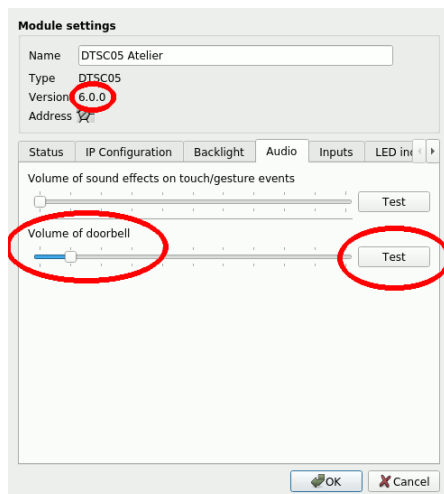 Module settings
Name DTSC05 Atelier
Type DTSC05
Version 6.0.0
Address
Status IP Configuration Backlight Audio Inputs LED in
Volume of sound effects on touch/gesture events
Test
Volume of doorbell
Test
OK Cancel